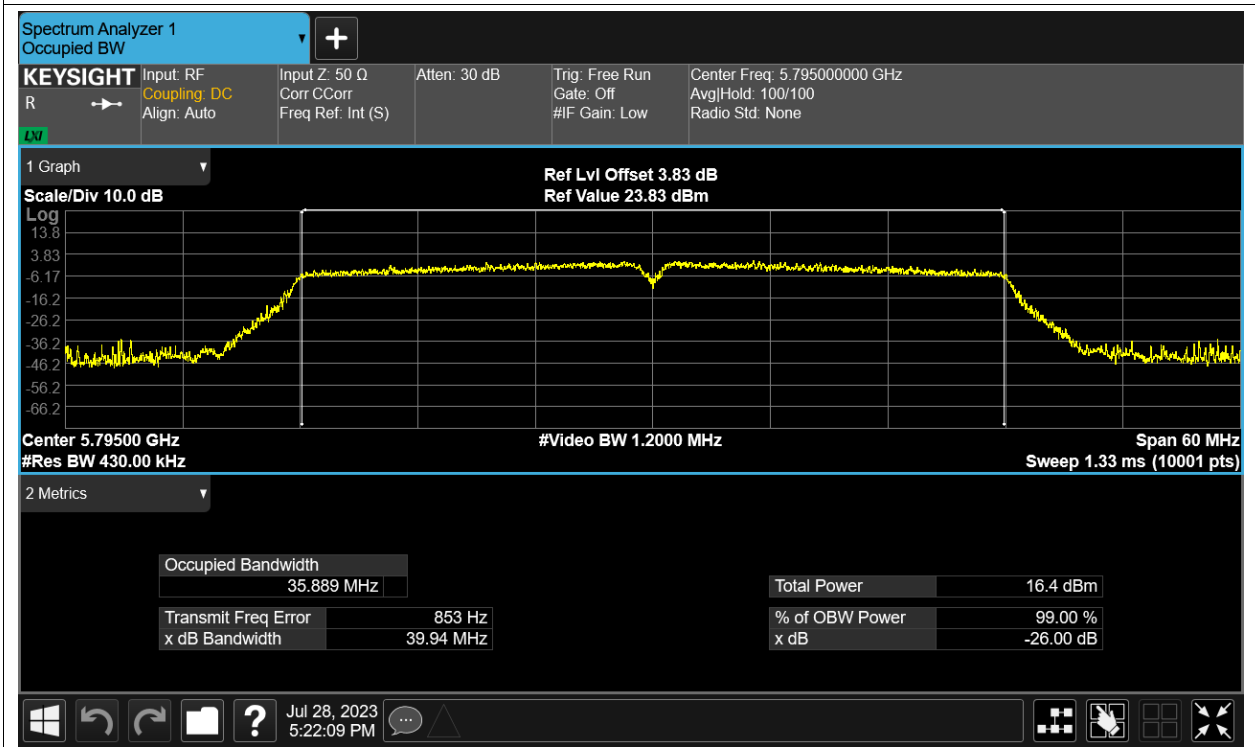 Spectrum Analyzer 1
Occupied BW
KEYSIGHT
R
LXI
Input: RF
Coupling: DC
Align: Auto
Input Z: 50 Ω
Corr CCorr
Freq Ref: Int (S)
Atten: 30 dB
Trig: Free Run
Gate: Off
#IF Gain: Low
Center Freq: 5.795000000 GHz
Avg|Hold: 100/100
Radio Std: None
1 Graph
Scale/Div 10.0 dB
Ref Lvl Offset 3.83 dB
Ref Value 23.83 dBm
Log
13.8
3.83
-6.17
-16.2
-26.2
-36.2
-46.2
-56.2
-66.2
Center 5.79500 GHz
#Video BW 1.2000 MHz
Span 60 MHz
#Res BW 430.00 kHz
Sweep 1.33 ms (10001 pts)
2 Metrics
Occupied Bandwidth
35.889 MHz
Transmit Freq Error 853 Hz
x dB Bandwidth 39.94 MHz
Total Power 16.4 dBm
% of OBW Power 99.00 %
x dB -26.00 dB
Jul 28, 2023
5:22:09 PM